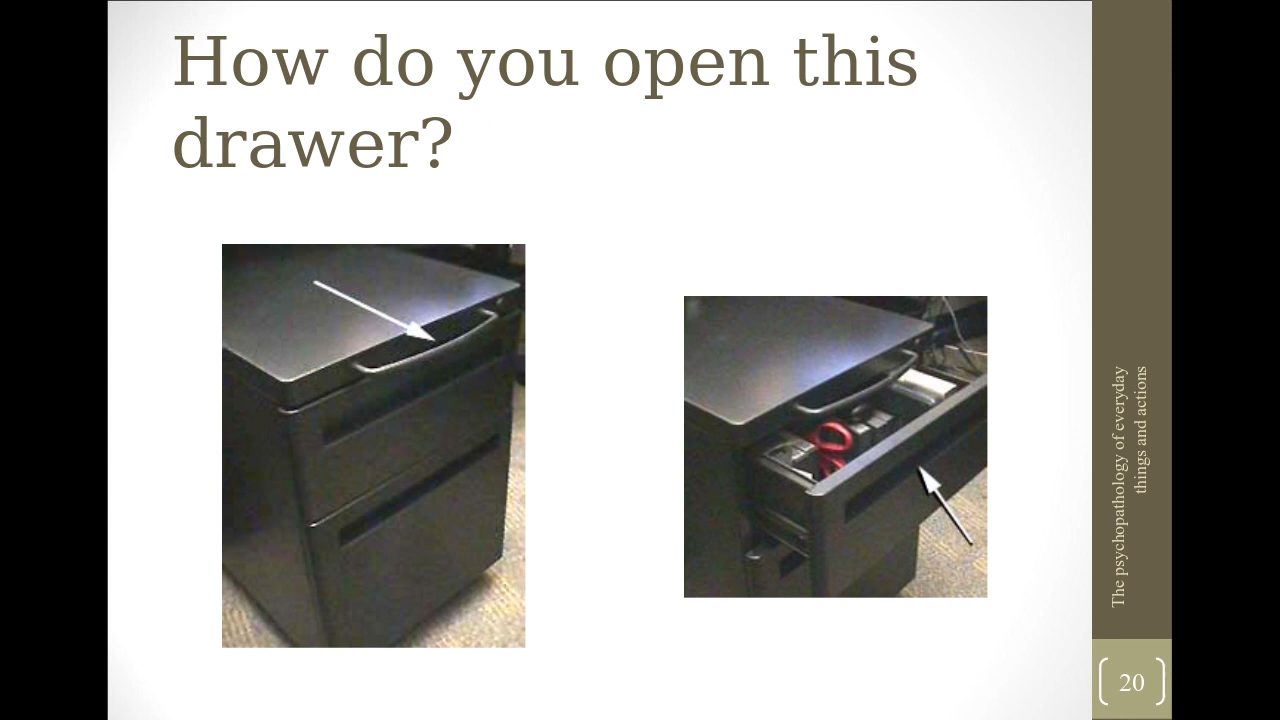 How do you open this
drawer?
The psychopathology of everyday
things and actions
20